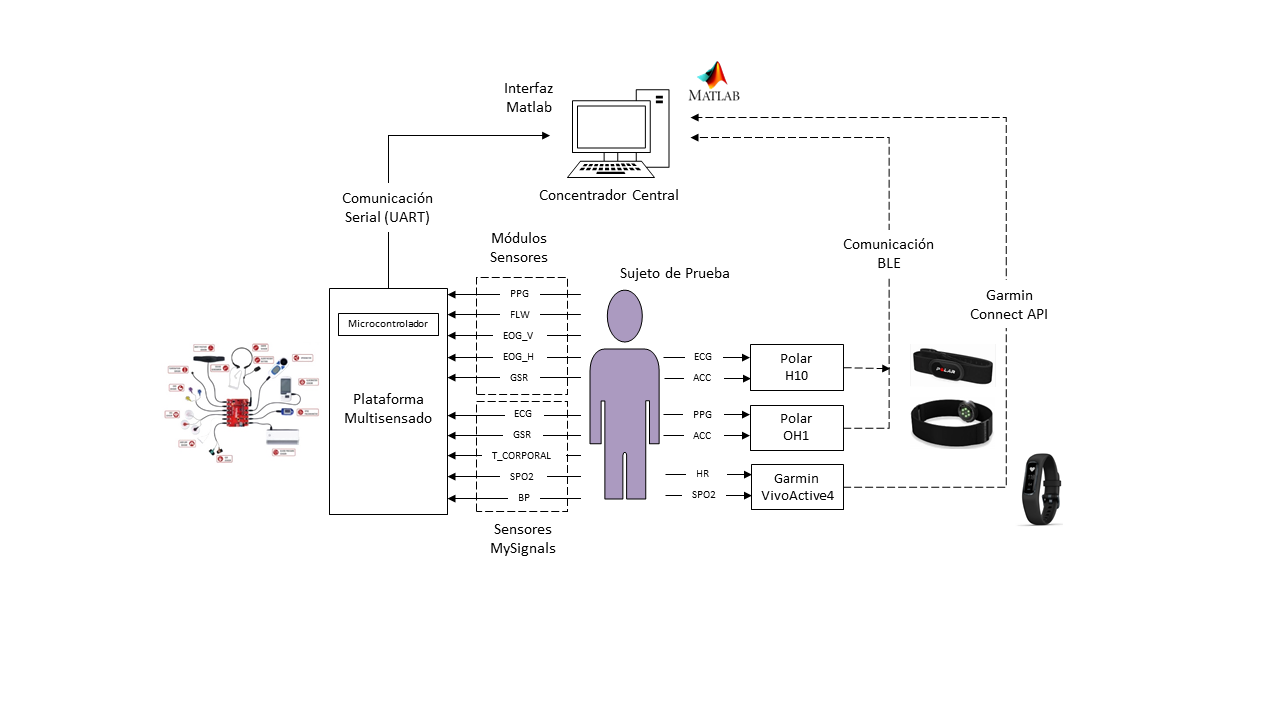 Interfaz
Matlab
MATLAB
Concentrador Central
Comunicación
Serial (UART)
Módulos
Sensores
Sujeto de Prueba
Comunicación
BLE
Garmin
Connect API
Microcontrolador
Plataforma
Multisensado
PPG
FLW
EOG_V
EOG_H
GSR
ECG
GSR
T_CORPORAL
SPO2
BP
Sensores
MySignals
ECG
ACC
Polar
H10
PPG
ACC
Polar
OH1
HR
SPO2
Garmin
VivoActive4
POLAR